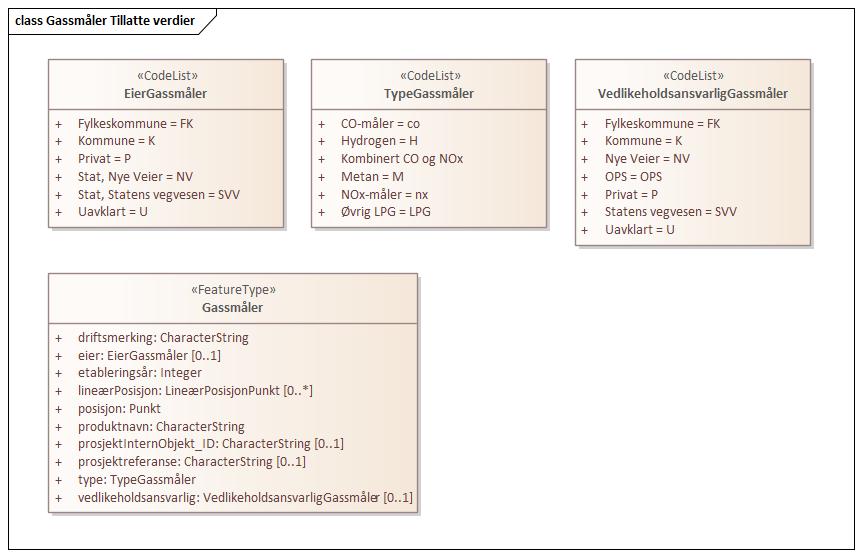 class Gassmåler Tillatte verdier
«CodeList»
EierGassmåler
+ Fylkeskommune = FK
+ Kommune = K
+ Privat = P
+ Stat, Nye Veier = NV
+ Stat, Statens vegvesen = SVV
+ Uavklart = U
«CodeList»
TypeGassmåler
+ CO-måler = co
+ Hydrogen = H
+ Kombinert CO og NOx
+ Metan = M
+ NOx-måler = nx
+ Øvrig LPG = LPG
«CodeList»
VedlikeholdsansvarligGassmåler
+ Fylkeskommune = FK
+ Kommune = K
+ Nye Veier = NV
+ OPS = OPS
+ Privat = P
+ Statens vegvesen = SVV
+ Uavklart = U
«FeatureType»
Gassmåler
+ driftsmerking: CharacterString
+ eier: EierGassmåler [0..1]
+ etableringsår: Integer
+ lineærPosisjon: LineærPosisjonPunkt [0..*]
+ posisjon: Punkt
+ produktnavn: CharacterString
+ prosjektInternObjekt_ID: CharacterString [0..1]
+ prosjektreferanse: CharacterString [0..1]
+ type: TypeGassmåler
+ vedlikeholdsansvarlig: VedlikeholdsansvarligGassmåler [0..1]